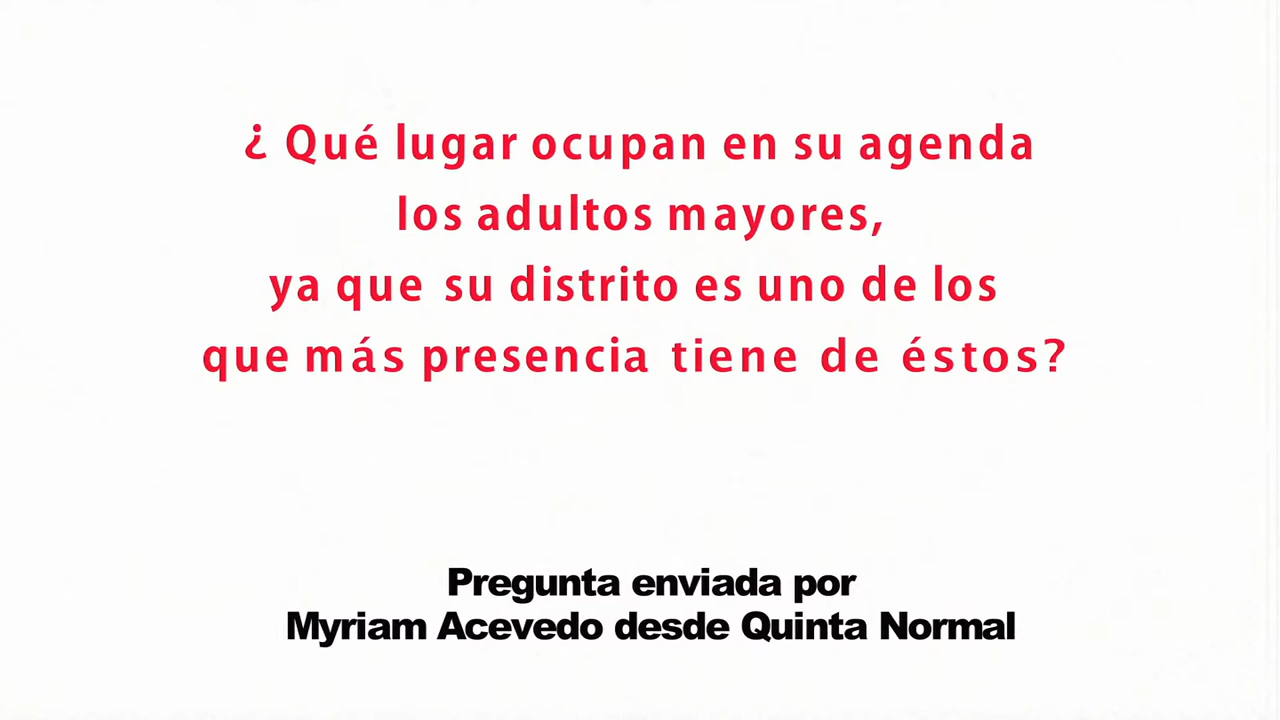 ¿ Qué lugar ocupan en su agenda
los adultos mayores,
ya que su distrito es uno de los
que más presencia tiene de éstos?
Pregunta enviada por
Myriam Acevedo desde Quinta Normal